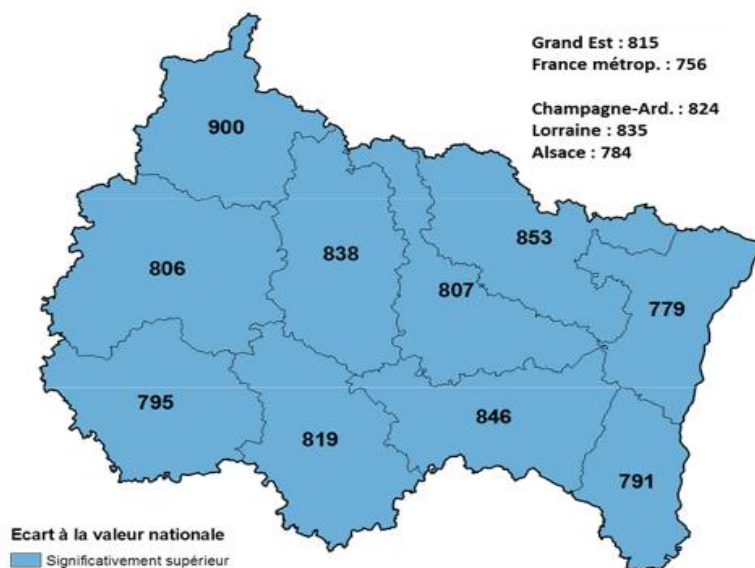 Grand Est : 815
France métrop. : 756
Champagne-Ard. : 824
Lorraine : 835
Alsace : 784
900
853
838
806
807
779
795
846
819
791
Ecart à la valeur nationale
Significativement supérieur